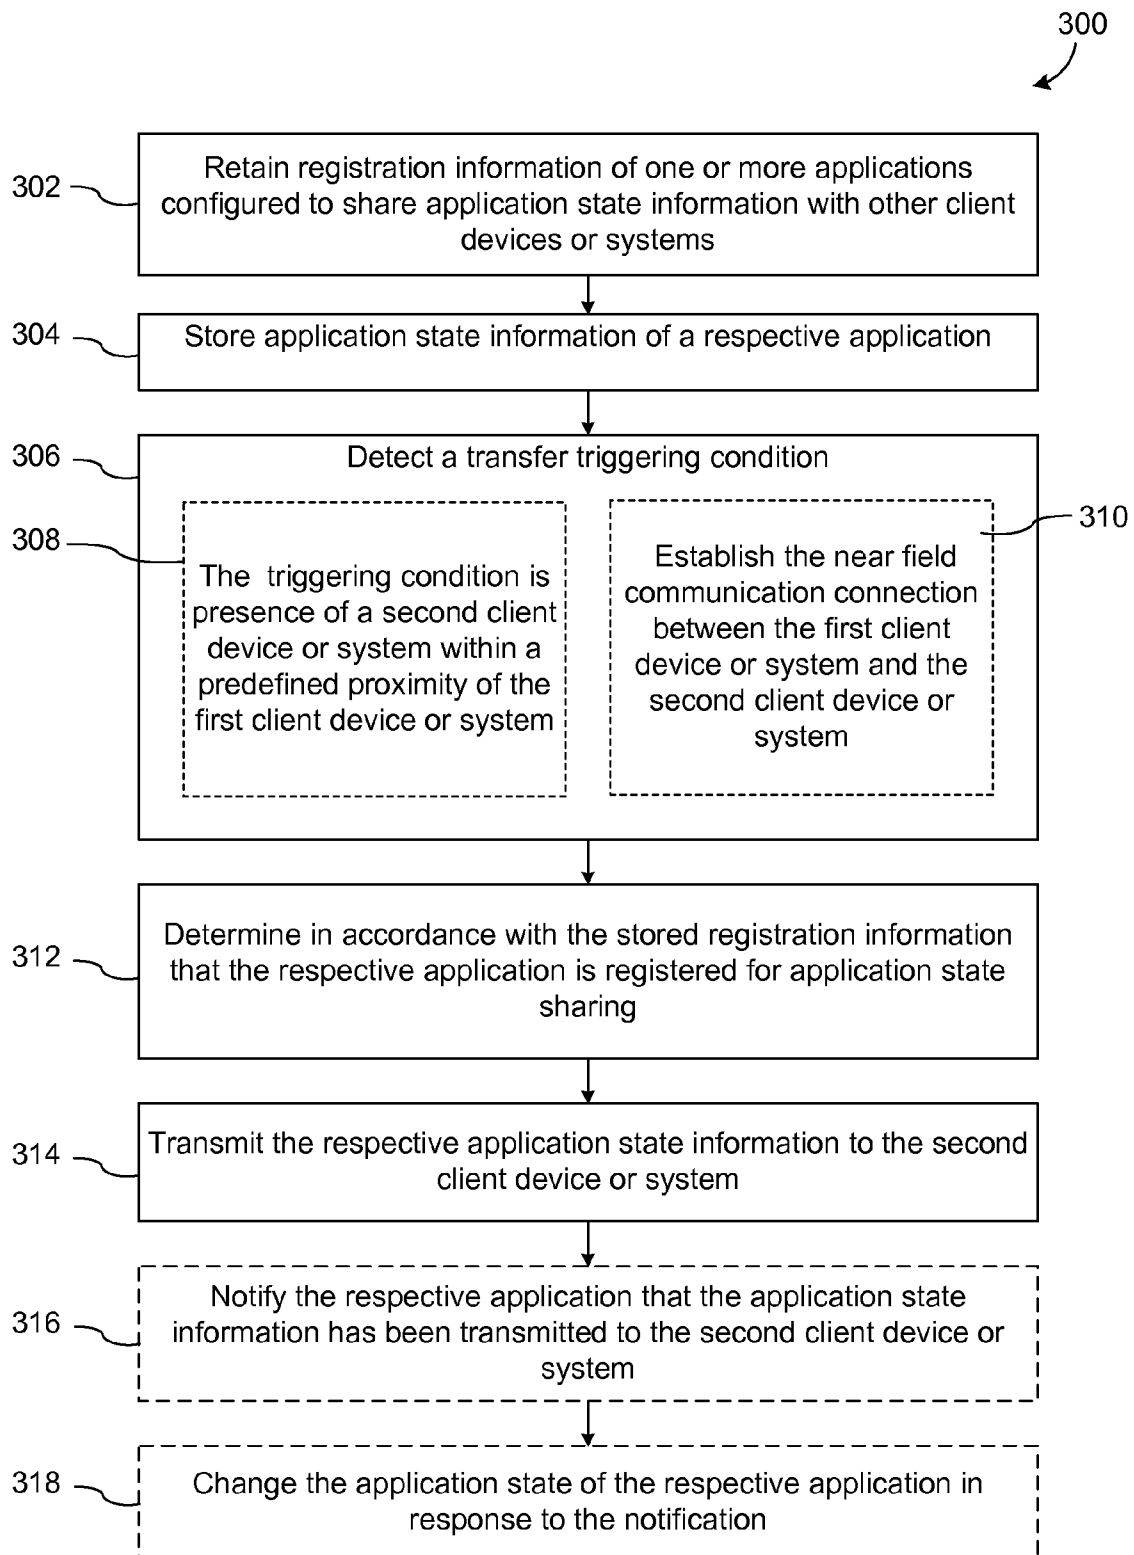 300
302
Retain registration information of one or more applications
configured to share application state information with other client
devices or systems
304
Store application state information of a respective application
306
Detect a transfer triggering condition
308
The triggering condition is
presence of a second client
device or system within a
predefined proximity of the
first client device or system
310
Establish the near field
communication connection
between the first client
device or system and the
second client device or
system
312
Determine in accordance with the stored registration information
that the respective application is registered for application state
sharing
314
Transmit the respective application state information to the second
client device or system
316
Notify the respective application that the application state
information has been transmitted to the second client device or
system
318
Change the application state of the respective application in
response to the notification